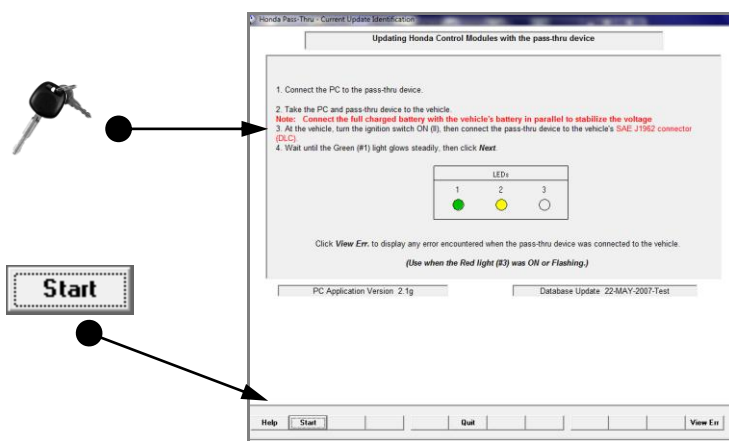 Honda Pass-Thru - Current Update Identification
Updating Honda Control Modules with the pass-thru device
1. Connect the PC to the pass-thru device.
2. Take the PC and pass-thru device to the vehicle.
Note: Connect the full charged battery with the vehicle's battery in parallel to stabilize the voltage
3. At the vehicle, turn the ignition switch ON (II), then connect the pass-thru device to the vehicle's SAE J1962 connector
(DLC).
4. Wait until the Green (#1) light glows steadily, then click Next.
LEDs
1 2 3
Click View Err. to display any error encountered when the pass-thru device was connected to the vehicle.
(Use when the Red light (#3) was ON or Flashing.)
Start
PC Application Version 2.1g Database Update 22-MAY-2007-Test
Help Start Quit View Err